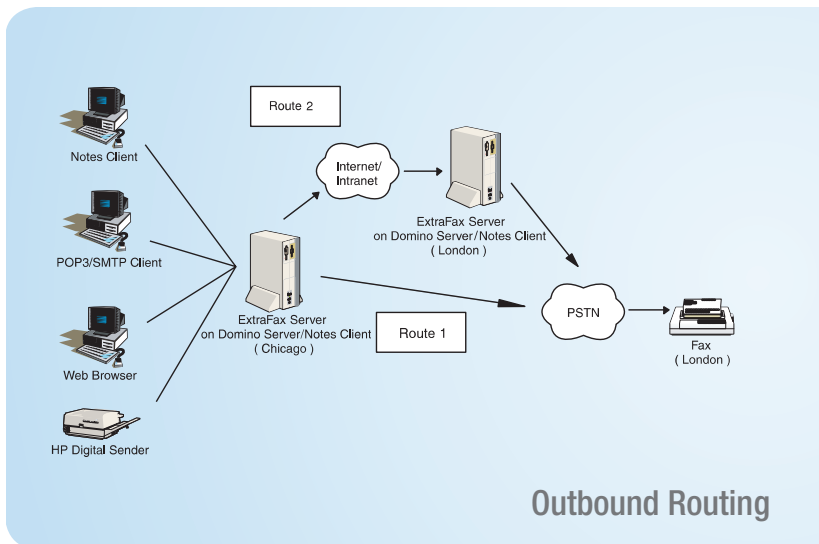 Route 2
Notes Client
Internet/
Intranet
ExtraFax Server
on Domino Server/Notes Client
( London )
POP3/SMTP Client
PSTN
ExtraFax Server
on Domino Server/Notes Client
( Chicago )
Route 1
Fax
( London )
Web Browser
HP Digital Sender
Outbound Routing